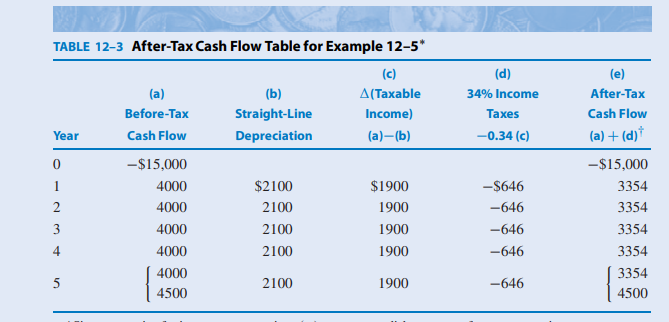 TABLE 12–3 After-Tax Cash Flow Table for Example 12–5*
(c) (d) (e)
(a) (b) Δ(Taxable 34% Income After-Tax
Before-Tax Straight-Line Income) Taxes Cash Flow
Year Cash Flow Depreciation (a)−(b) −0.34 (c) (a) + (d)†
0 −$15,000 −$15,000
1 4000 $2100 $1900 −$646 3354
2 4000 2100 1900 −646 3354
3 4000 2100 1900 −646 3354
4 4000 2100 1900 −646 3354
4000 3354
5 2100 1900 −646
4500 4500